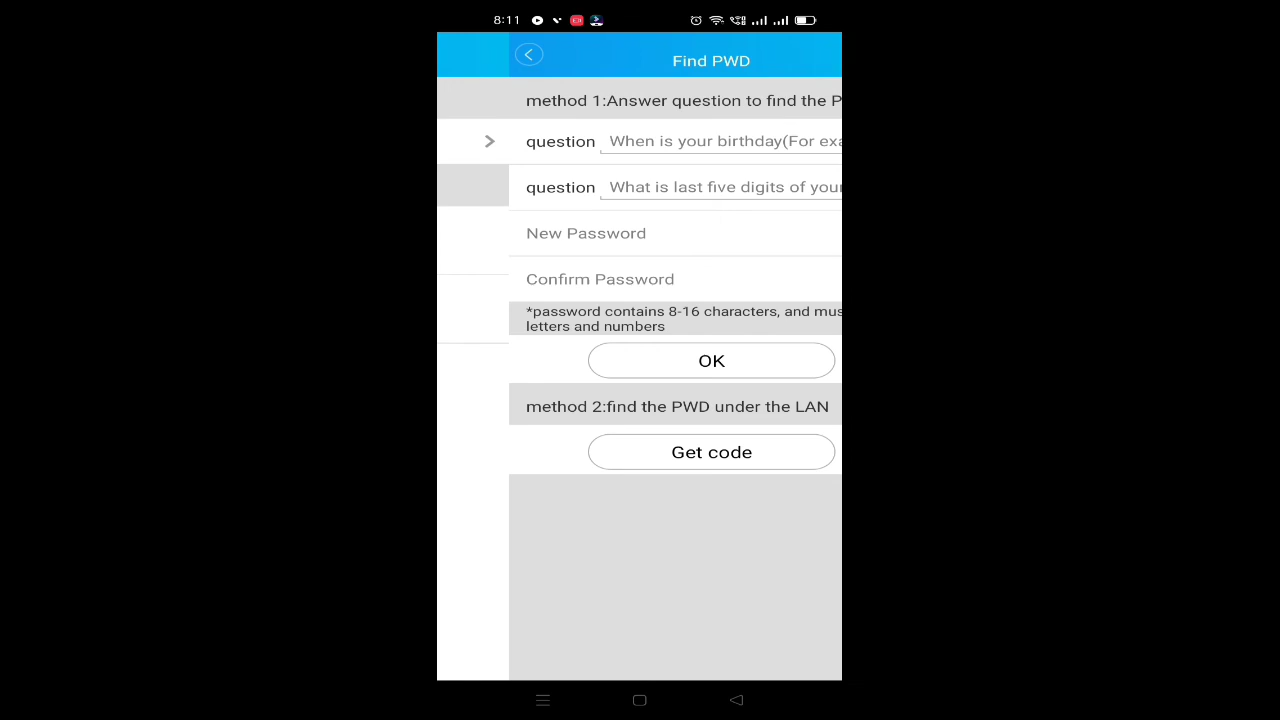 8:11
Find PWD
method 1:Answer question to find the P
question When is your birthday(For exa
question What is last five digits of your
New Password
Confirm Password
*password contains 8-16 characters, and mus
letters and numbers
OK
method 2:find the PWD under the LAN
Get code